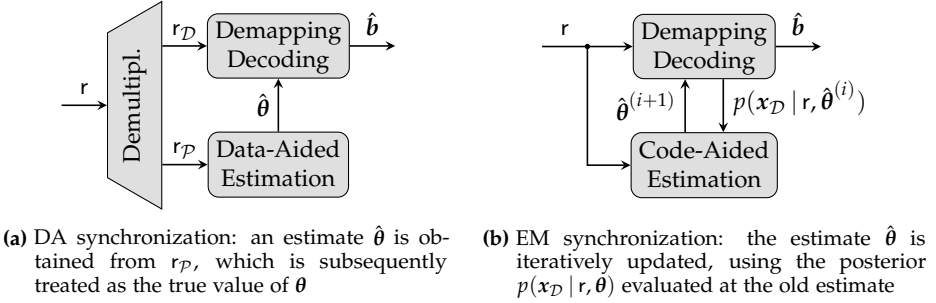 r
Demultipl.
r𝒟
Demapping
Decoding
b̂
θ̂
r𝒫
Data-Aided
Estimation
r
Demapping
Decoding
b̂
θ̂⁽ⁱ⁺¹⁾
p(x𝒟 | r, θ̂⁽ⁱ⁾)
Code-Aided
Estimation
(a) DA synchronization: an estimate θ̂ is ob-
tained from r𝒫, which is subsequently
treated as the true value of θ
(b) EM synchronization: the estimate θ̂ is
iteratively updated, using the posterior
p(x𝒟 | r, θ) evaluated at the old estimate